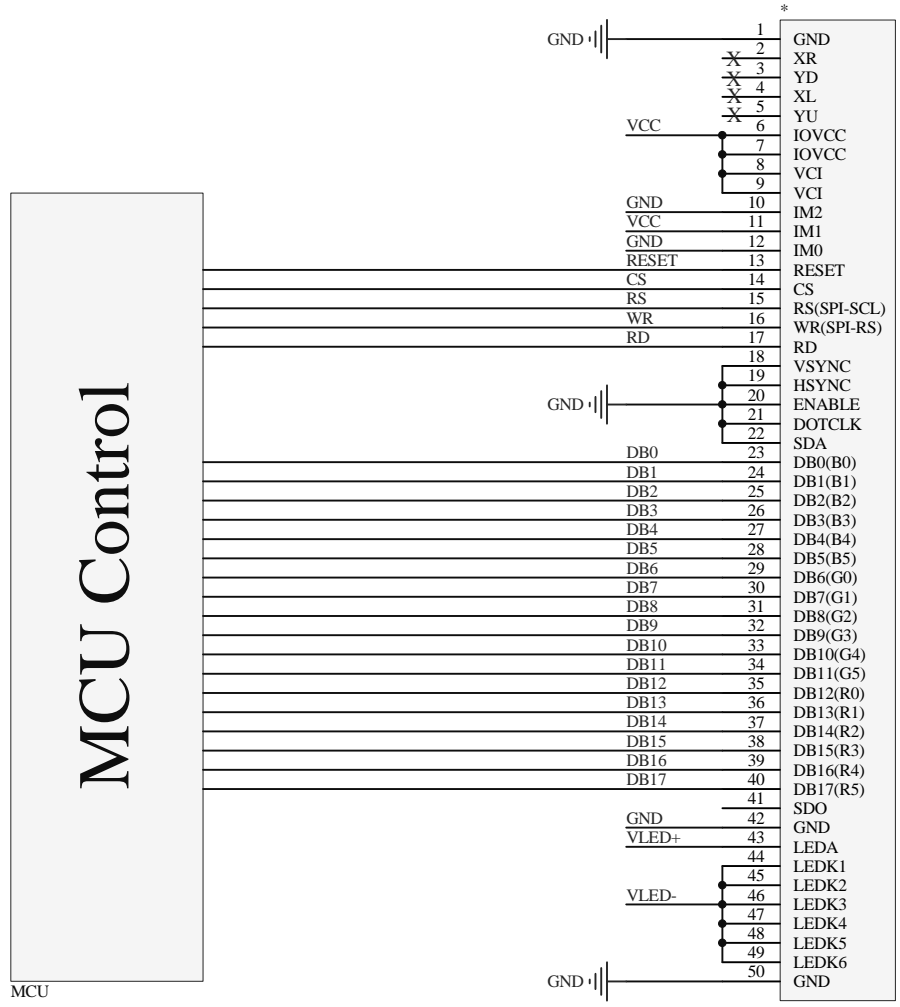 *
GND 1 GND
X 2 XR
X 3 YD
X 4 XL
X 5 YU
VCC 6 IOVCC
7 IOVCC
8 VCI
9 VCI
GND 10 IM2
VCC 11 IM1
GND 12 IM0
RESET 13 RESET
CS 14 CS
RS 15 RS(SPI-SCL)
WR 16 WR(SPI-RS)
RD 17 RD
18 VSYNC
19 HSYNC
GND 20 ENABLE
21 DOTCLK
22 SDA
DB0 23 DB0(B0)
DB1 24 DB1(B1)
DB2 25 DB2(B2)
DB3 26 DB3(B3)
DB4 27 DB4(B4)
DB5 28 DB5(B5)
DB6 29 DB6(G0)
DB7 30 DB7(G1)
DB8 31 DB8(G2)
DB9 32 DB9(G3)
DB10 33 DB10(G4)
DB11 34 DB11(G5)
DB12 35 DB12(R0)
DB13 36 DB13(R1)
DB14 37 DB14(R2)
DB15 38 DB15(R3)
DB16 39 DB16(R4)
DB17 40 DB17(R5)
41 SDO
GND 42 GND
VLED+ 43 LEDA
44 LEDK1
45 LEDK2
VLED- 46 LEDK3
47 LEDK4
48 LEDK5
49 LEDK6
GND 50 GND
MCU Control
MCU